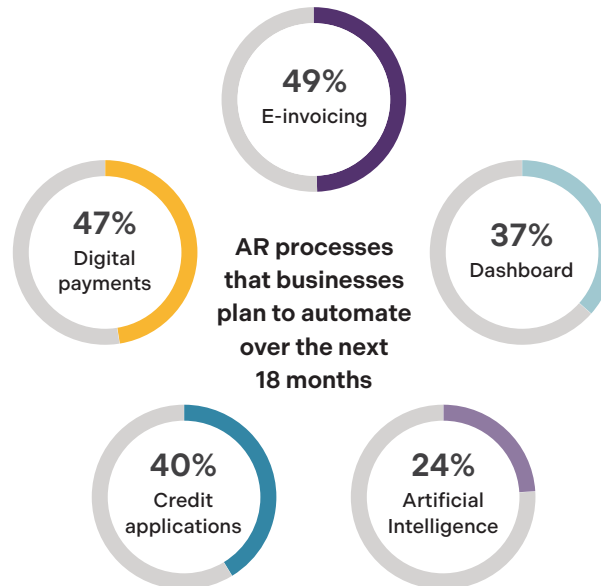 49%
E-invoicing
47%
Digital
payments
AR processes
that businesses
plan to automate
over the next
18 months
37%
Dashboard
40%
Credit
applications
24%
Artificial
Intelligence